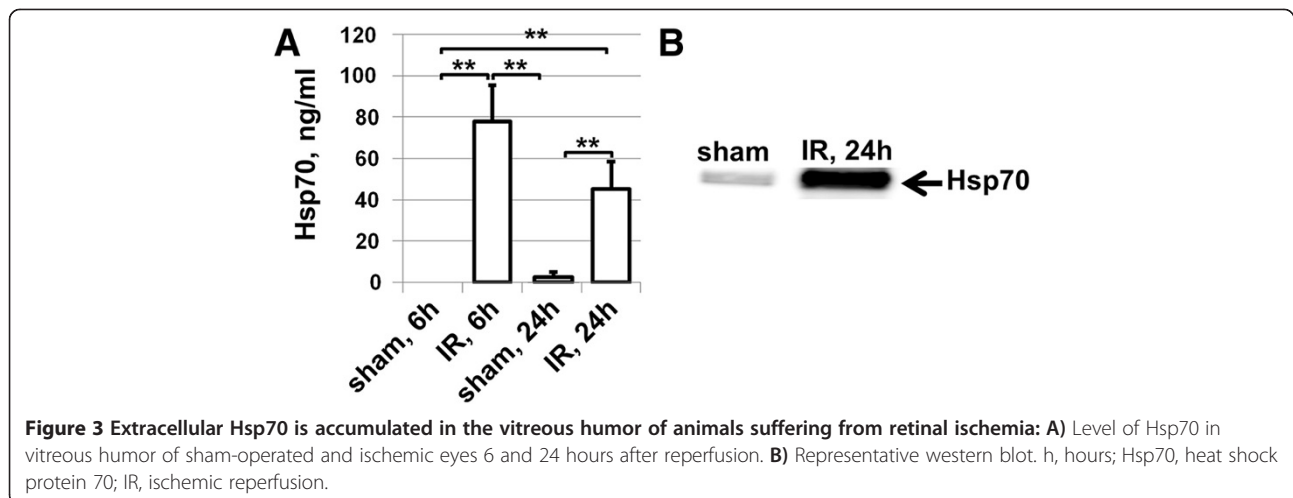 A
Hsp70, ng/ml
120
100
80
60
40
20
0
**
**
**
**
sham, 6h
IR, 6h
sham, 24h
IR, 24h
B
sham
IR, 24h
Hsp70
Figure 3 Extracellular Hsp70 is accumulated in the vitreous humor of animals suffering from retinal ischemia: A) Level of Hsp70 in
vitreous humor of sham-operated and ischemic eyes 6 and 24 hours after reperfusion. B) Representative western blot. h, hours; Hsp70, heat shock
protein 70; IR, ischemic reperfusion.